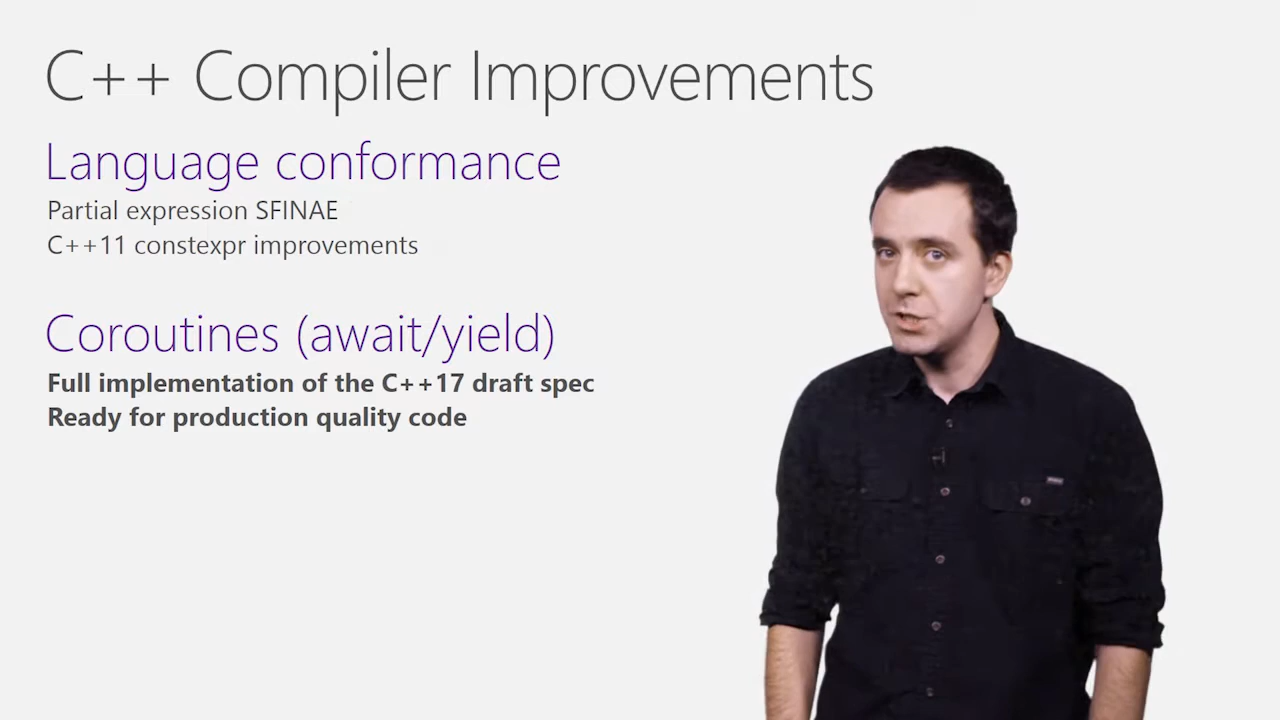 C++ Compiler Improvements
Language conformance
Partial expression SFINAE
C++11 constexpr improvements
Coroutines (await/yield)
Full implementation of the C++17 draft spec
Ready for production quality code